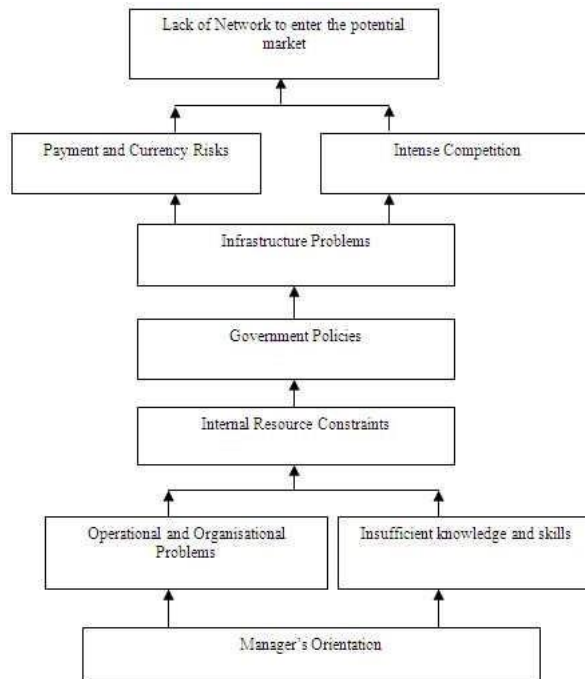 Lack of Network to enter the potential
market
Payment and Currency Risks
Intense Competition
Infrastructure Problems
Government Policies
Internal Resource Constraints
Operational and Organisational
Problems
Insufficient knowledge and skills
Manager's Orientation